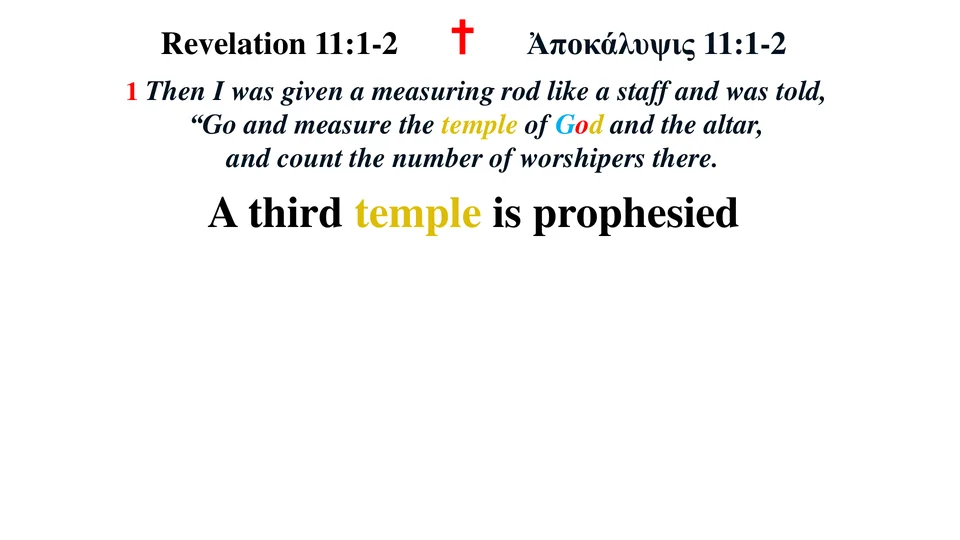 Revelation 11:1-2 ✝ Ἀποκάλυψις 11:1-2
1 Then I was given a measuring rod like a staff and was told,
“Go and measure the temple of God and the altar,
and count the number of worshipers there.
A third temple is prophesied